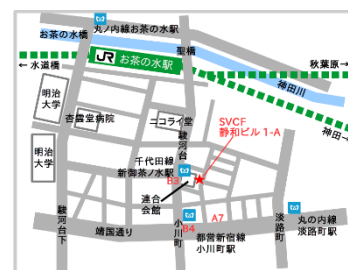 丸ノ内線お茶の水駅
お茶の水橋
聖橋
← 水道橋
JR お茶の水駅
秋葉原→
神田川
神田→
明治
大学
杏雲堂病院
ニコライ堂
SVCF
静和ビル 1-A
駿河台
明治
大学
千代田線
新御茶ノ水駅
B3
連合
会館
駿河台下
靖国通り
小川町
B4
A7
都営新宿線
小川町駅
淡路町
丸の内線
淡路町駅